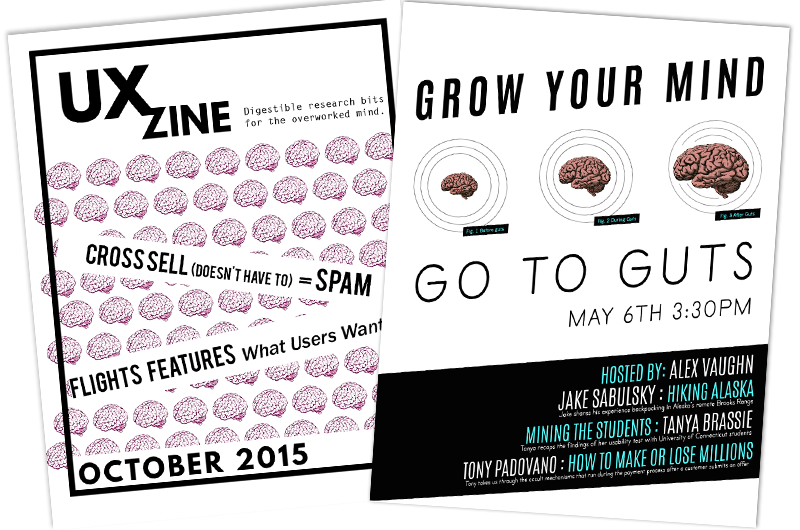 UX
ZINE
Digestible research bits
for the overworked mind.
CROSS SELL (DOESN'T HAVE TO) = SPAM
FLIGHTS FEATURES What Users Want
OCTOBER 2015
GROW YOUR MIND
Fig. 1 Before guts
Fig. 2 During Guts
Fig. 3 After Guts
GO TO GUTS
MAY 6TH 3:30PM
HOSTED BY: ALEX VAUGHN
JAKE SABULSKY : HIKING ALASKA
Jake shares his experience backpacking in Alaska's remote Brooks Range
MINING THE STUDENTS : TANYA BRASSIE
Tanya recaps the findings of her usability test with University of Connecticut students
TONY PADOVANO : HOW TO MAKE OR LOSE MILLIONS
Tony takes us through the occult mechanisms that run during the payment process after a customer submits an offer